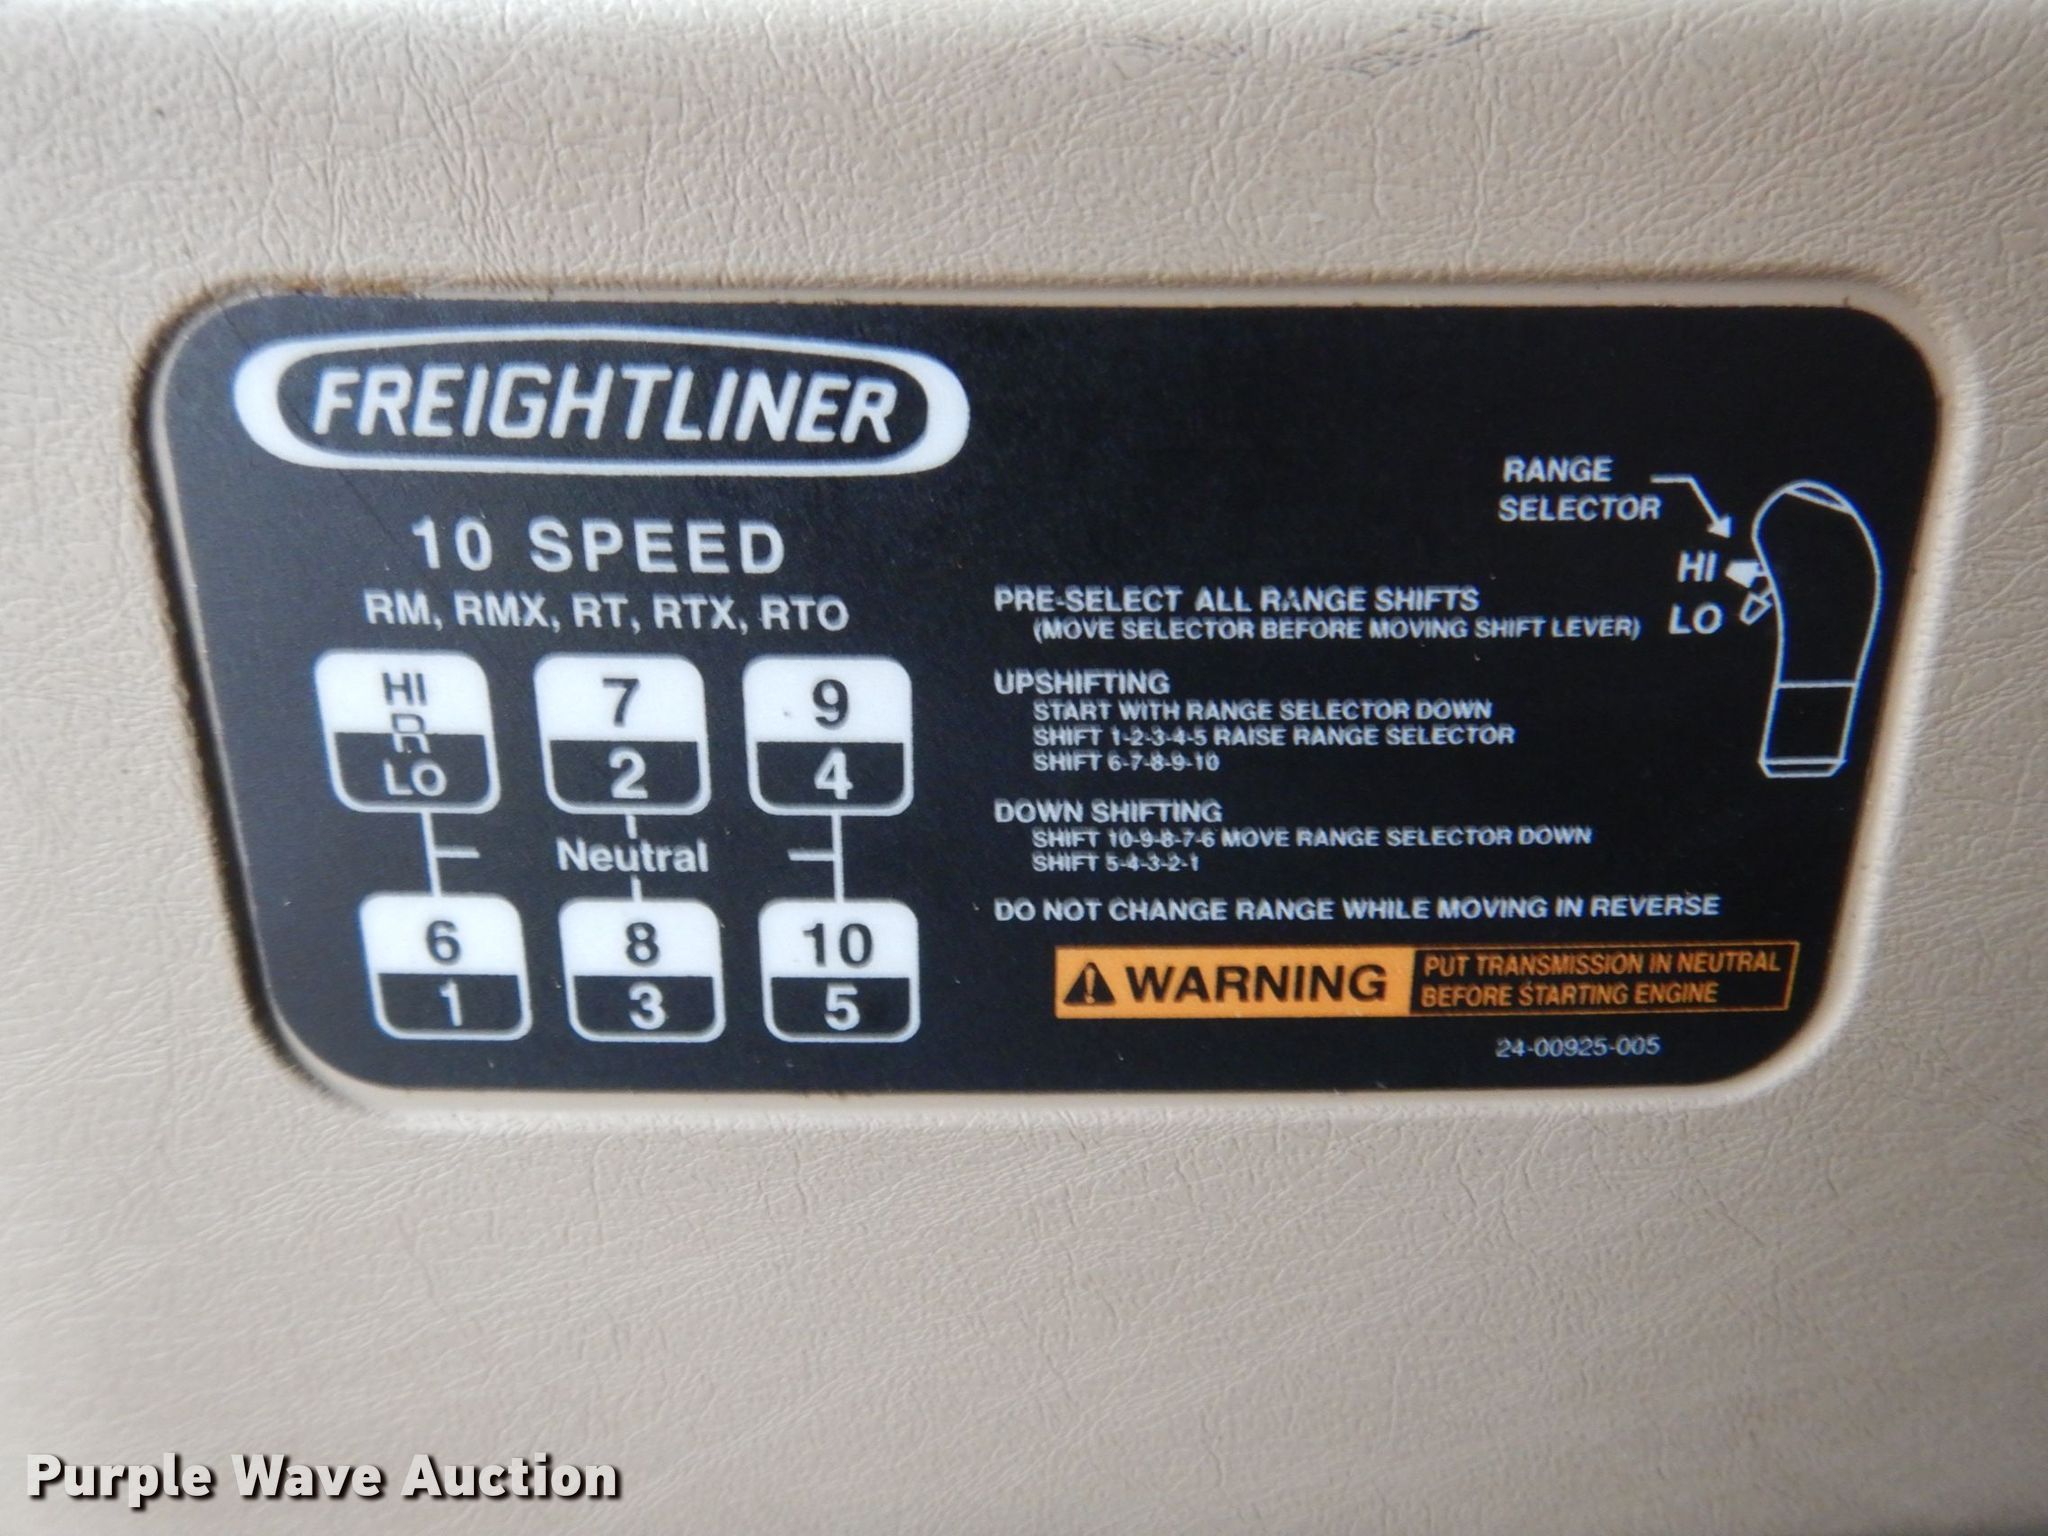 FREIGHTLINER
10 SPEED
RM, RMX, RT, RTX, RTO
HI
R
LO
7
2
9
4
Neutral
6
1
8
3
10
5
RANGE
SELECTOR
HI
LO
PRE-SELECT ALL RANGE SHIFTS
(MOVE SELECTOR BEFORE MOVING SHIFT LEVER)
UPSHIFTING
START WITH RANGE SELECTOR DOWN
SHIFT 1-2-3-4-5 RAISE RANGE SELECTOR
SHIFT 6-7-8-9-10
DOWN SHIFTING
SHIFT 10-9-8-7-6 MOVE RANGE SELECTOR DOWN
SHIFT 5-4-3-2-1
DO NOT CHANGE RANGE WHILE MOVING IN REVERSE
WARNING
PUT TRANSMISSION IN NEUTRAL
BEFORE STARTING ENGINE
24-00925-005
Purple Wave Auction